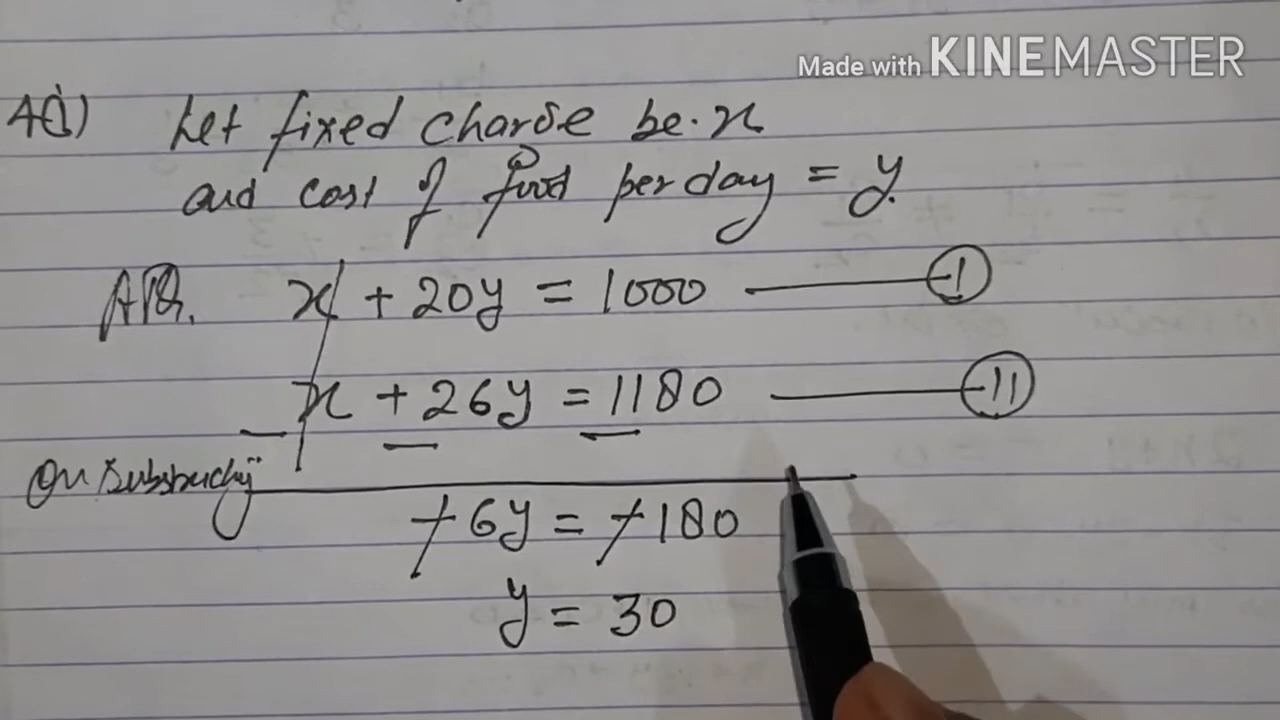 Made with KINEMASTER
4(i) Let fixed charge be. x
and cost of food per day = y.
ATQ. x + 20y = 1000 — I
x + 26y = 1180 — II
— — —
On Substracting
-6y = -180
y = 30